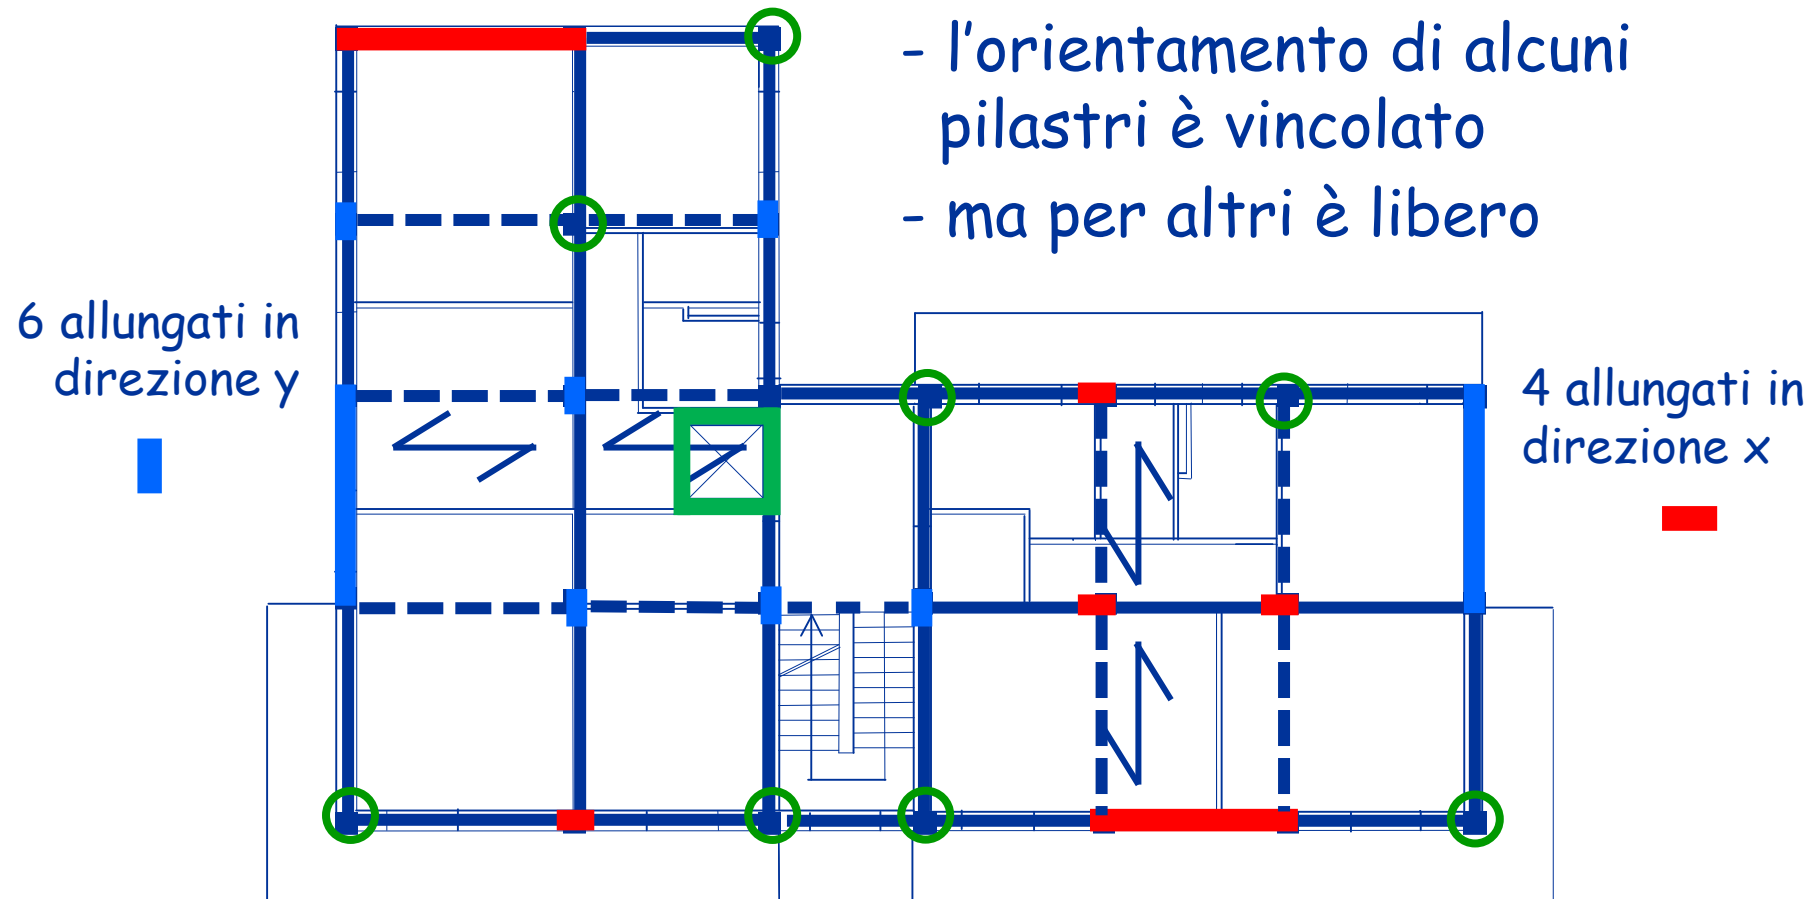 - l’orientamento di alcuni
pilastri è vincolato
- ma per altri è libero
6 allungati in
direzione y
4 allungati in
direzione x